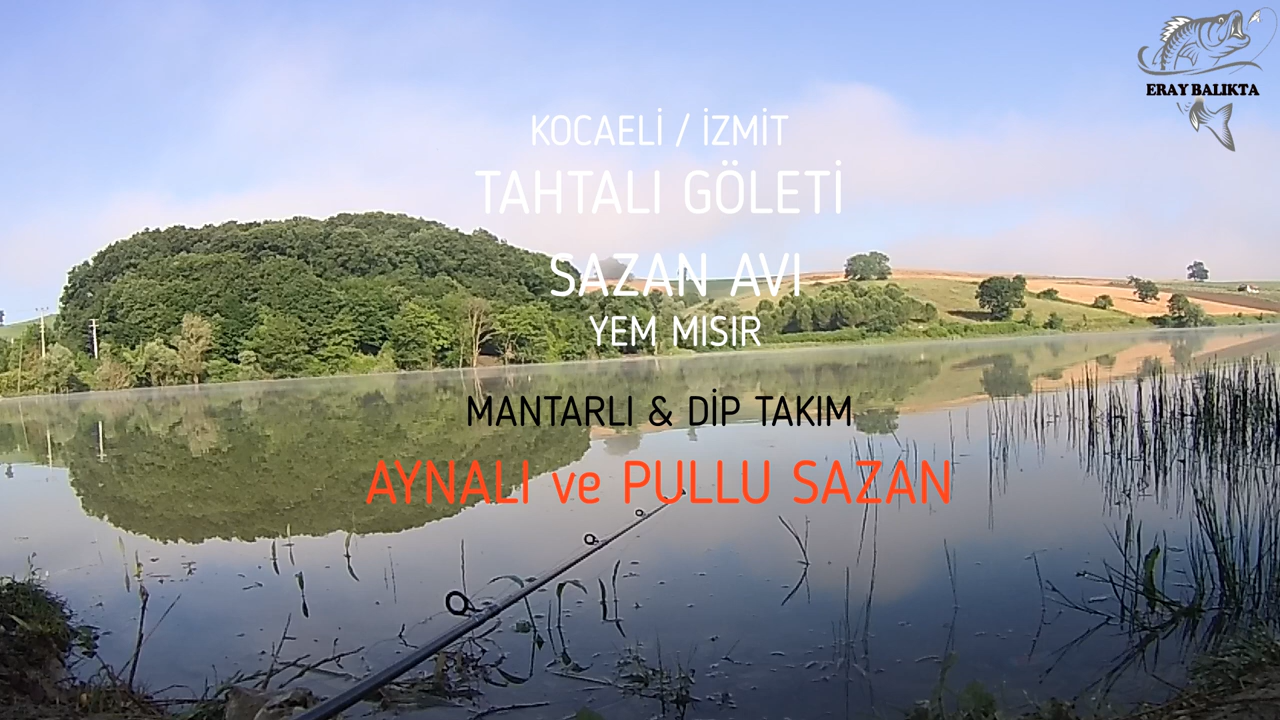 ERAY BALIKTA
KOCAELİ / İZMİT
TAHTALI GÖLETİ
SAZAN AVI
YEM MISIR
MANTARLI & DİP TAKIM
AYNALI ve PULLU SAZAN